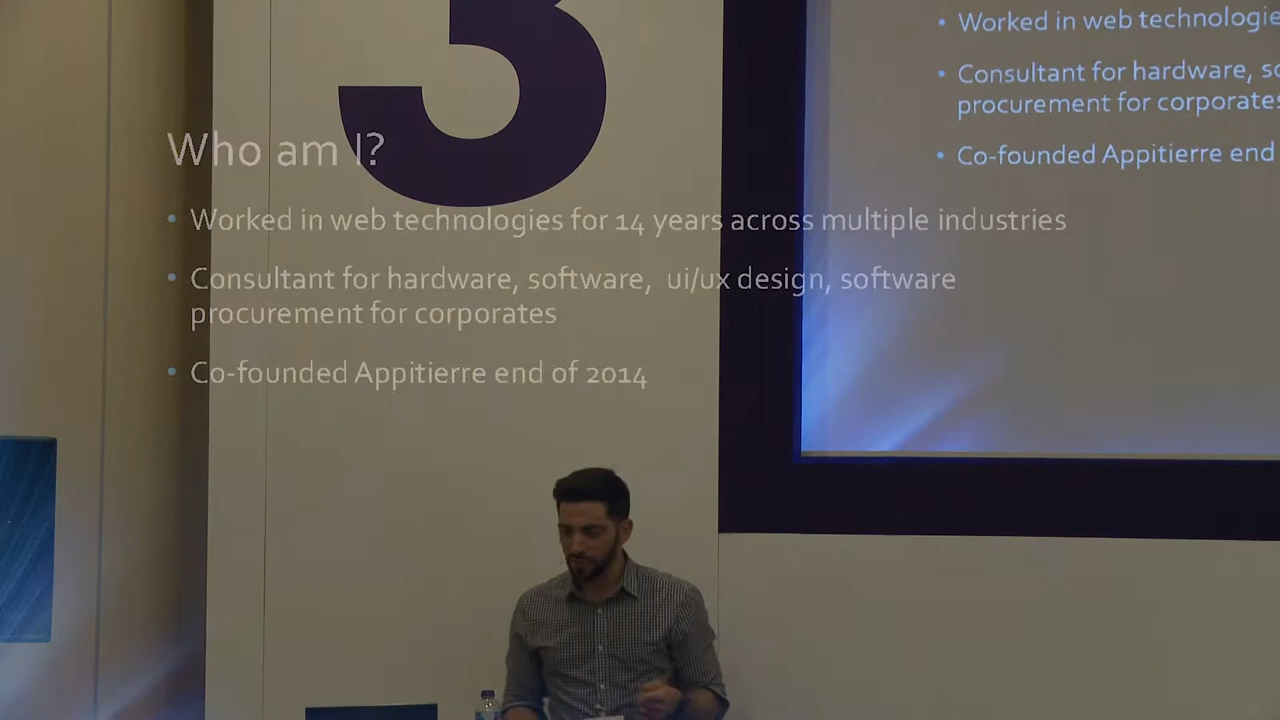 3
Worked in web technologie
Consultant for hardware, so
procurement for corporates
Co-founded Appitierre end
Who am I?
• Worked in web technologies for 14 years across multiple industries
• Consultant for hardware, software, ui/ux design, software
procurement for corporates
• Co-founded Appitierre end of 2014